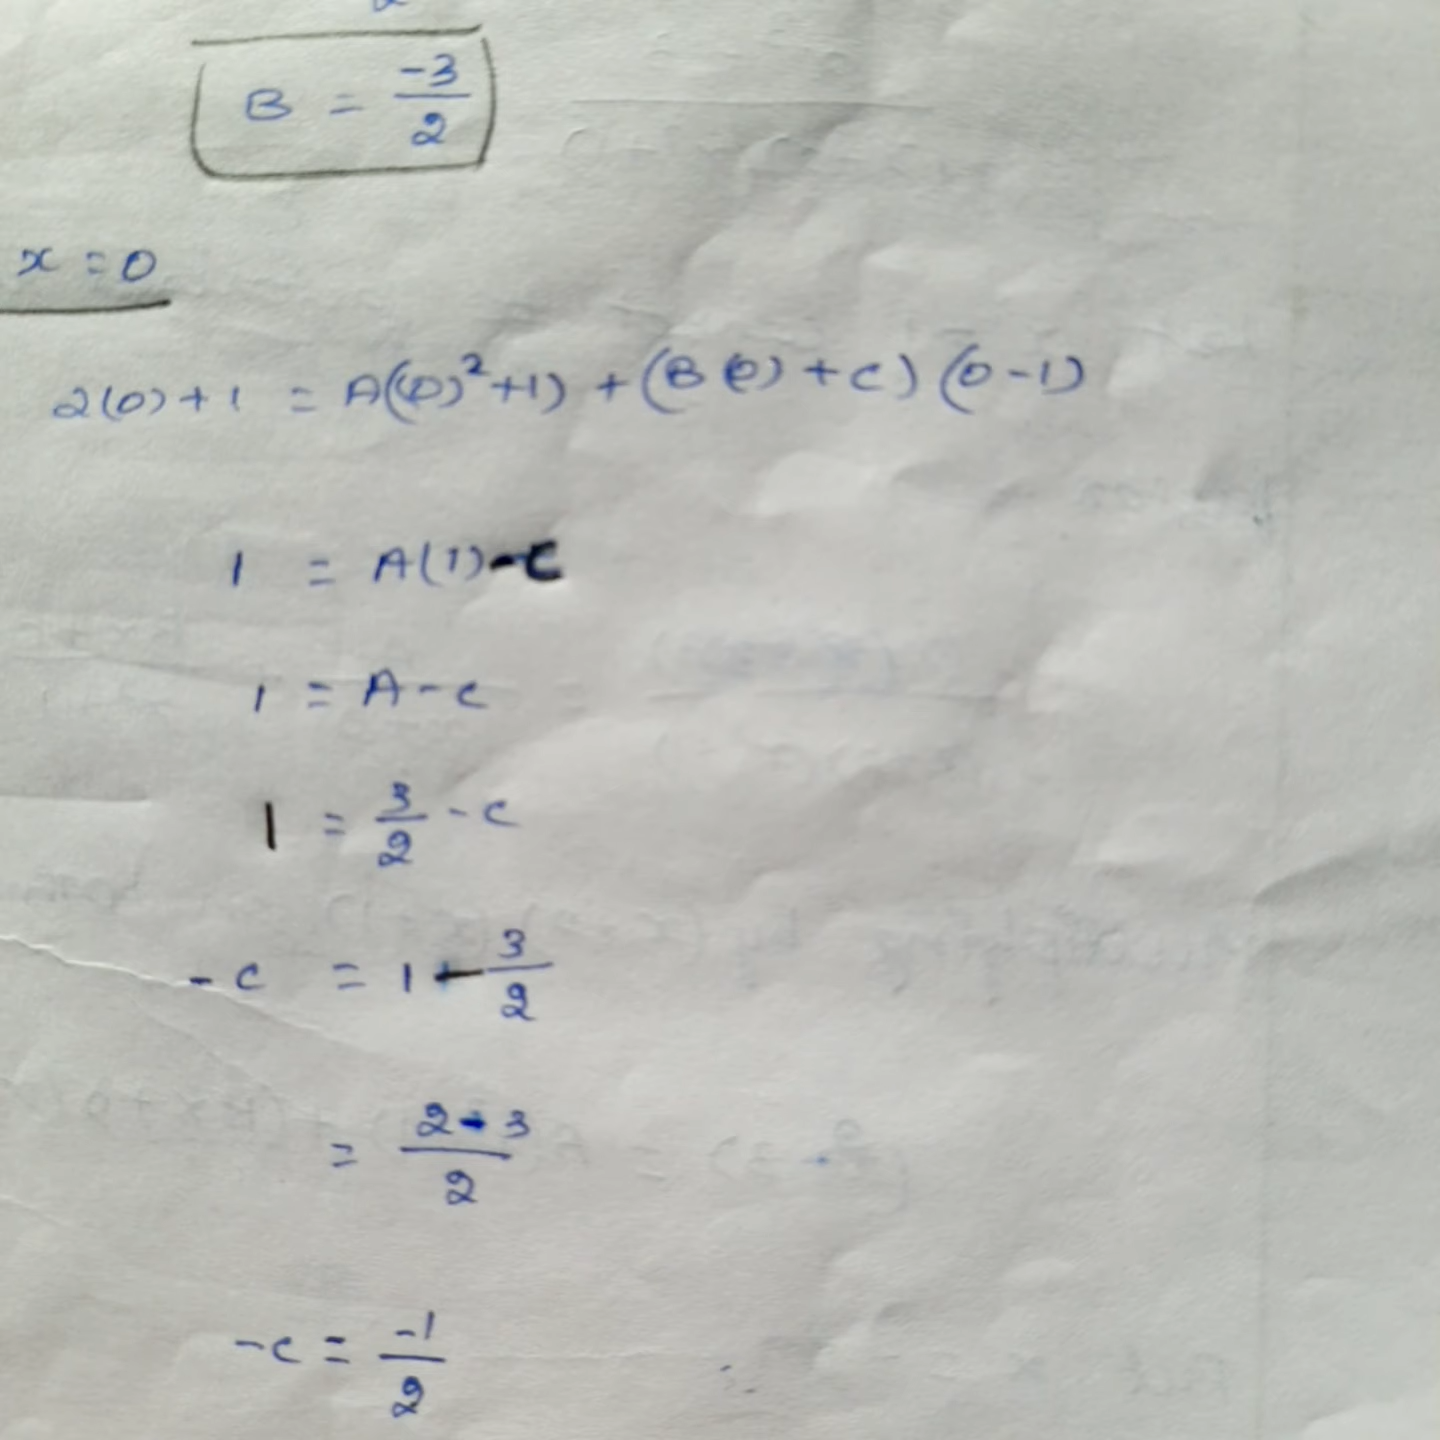 B = -3/2
x = 0
2(0)+1 = A((0)²+1) + (B(0)+C)(0-1)
1 = A(1)-C
1 = A-C
1 = 3/2 - C
-C = 1 - 3/2
= 2-3/2
-C = -1/2